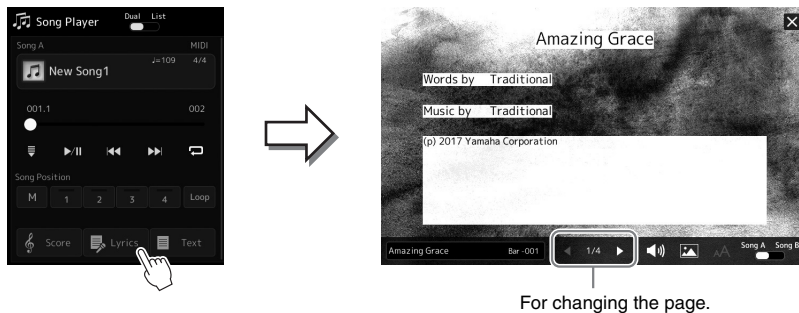 Song Player
Dual List
Song A
MIDI
New Song1
♩=109 4/4
001.1
002
Song Position
M 1 2 3 4 Loop
Score Lyrics Text
Amazing Grace
Words by Traditional
Music by Traditional
(p) 2017 Yamaha Corporation
Amazing Grace Bar -001
1/4
AA
Song A Song B
For changing the page.